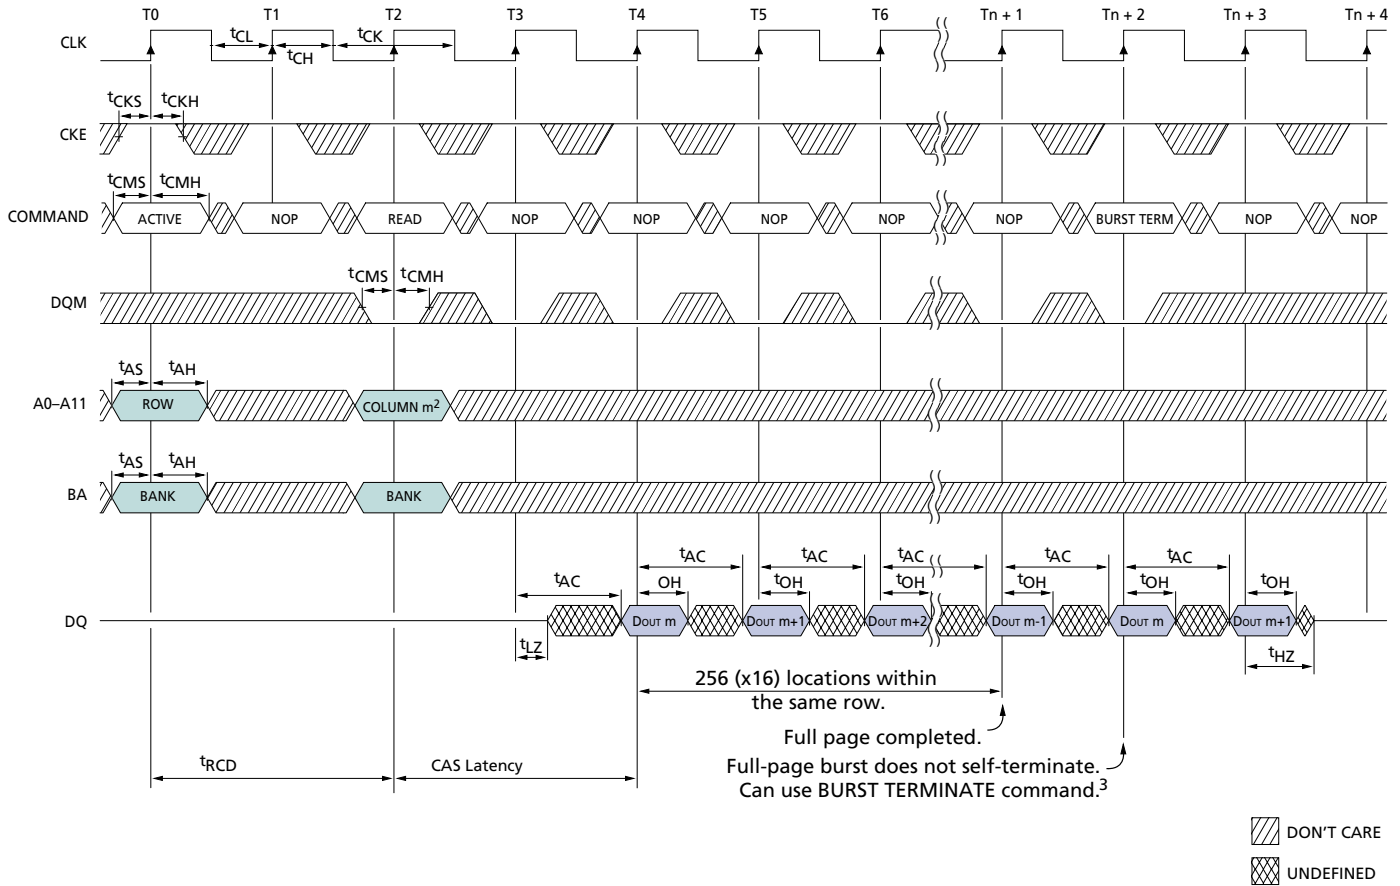 T0 T1 T2 T3 T4 T5 T6 Tn + 1 Tn + 2 Tn + 3 Tn + 4
CLK
tCL tCK
tCH
tCKS tCKH
CKE
tCMS tCMH
COMMAND ACTIVE NOP READ NOP NOP NOP NOP NOP BURST TERM NOP NOP
tCMS tCMH
DQM
tAS tAH
A0–A11 ROW COLUMN m2
tAS tAH
BA BANK BANK
tAC tAC tAC tAC tAC
tAC OH tOH tOH tOH tOH tOH
DQ DOUT m DOUT m+1 DOUT m+2 DOUT m-1 DOUT m DOUT m+1
tLZ tHZ
256 (x16) locations within
the same row.
Full page completed.
tRCD CAS Latency
Full-page burst does not self-terminate.
Can use BURST TERMINATE command.3
DON'T CARE
UNDEFINED